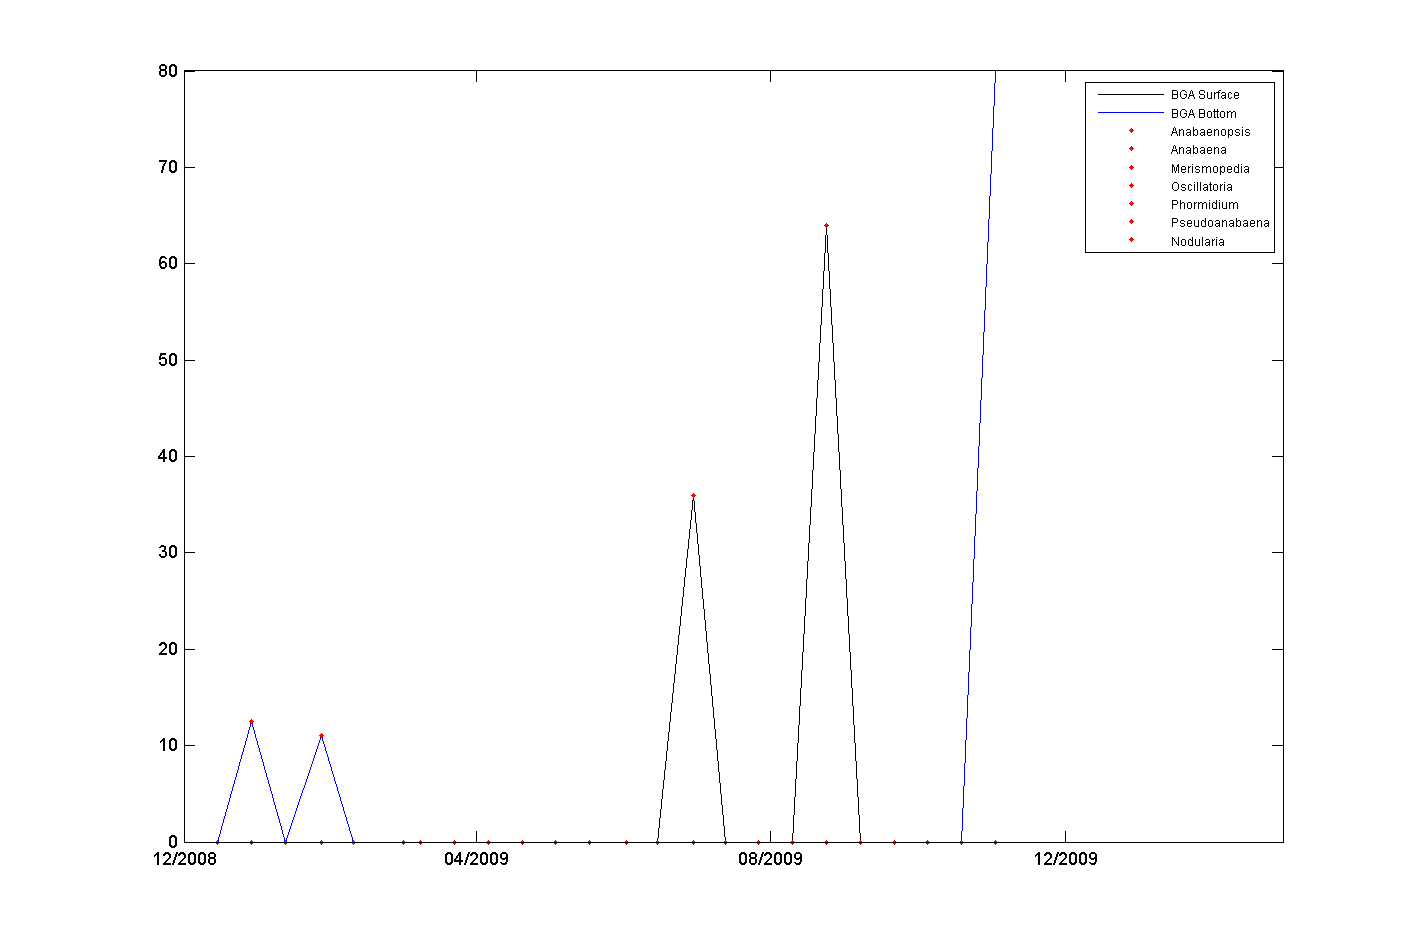 80
70
60
50
40
30
20
10
0
12/2008
04/2009
08/2009
12/2009
BGA Surface
BGA Bottom
Anabaenopsis
Anabaena
Merismopedia
Oscillatoria
Phormidium
Pseudoanabaena
Nodularia